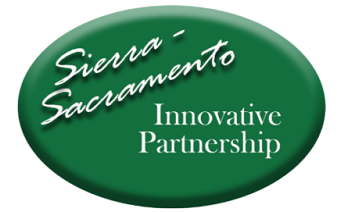 Sierra -
Sacramento
Innovative
Partnership